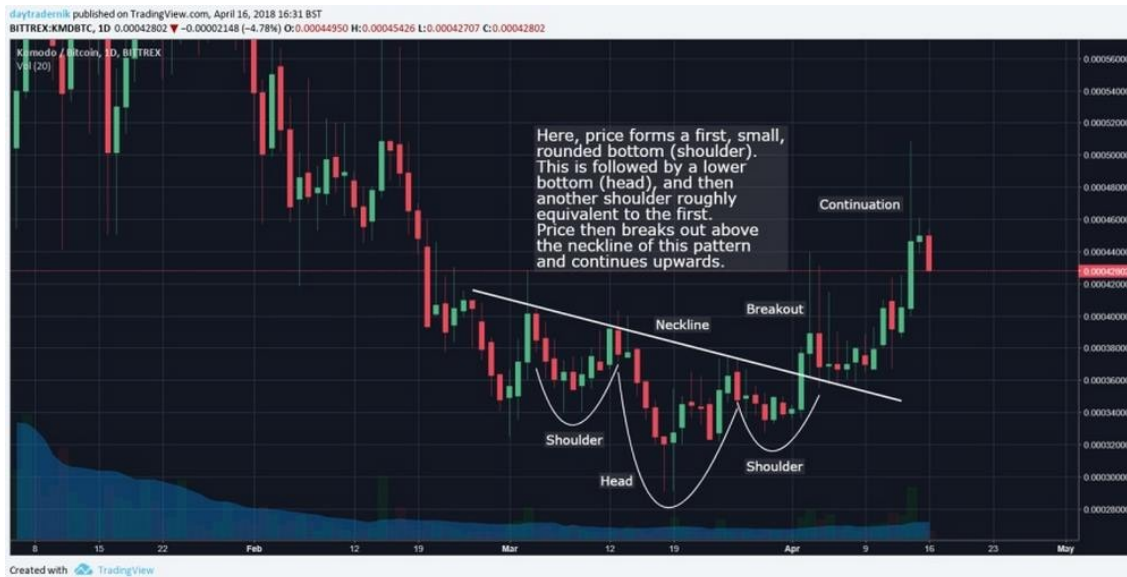 daytradernik published on TradingView.com, April 16, 2018 16:31 BST
BITTREX:KMDBTC, 1D 0.00042802 ▼ −0.00002148 (−4.78%) O:0.00044950 H:0.00045426 L:0.00042707 C:0.00042802
Komodo / Bitcoin, 1D, BITTREX
Vol (20)
Here, price forms a first, small,
rounded bottom (shoulder).
This is followed by a lower
bottom (head), and then
another shoulder roughly
equivalent to the first.
Price then breaks out above
the neckline of this pattern
and continues upwards.
Continuation
Breakout
Neckline
Shoulder
Head
Shoulder
0.00056000
0.00054000
0.00052000
0.00050000
0.00048000
0.00046000
0.00044000
0.00042802
0.00042000
0.00040000
0.00038000
0.00036000
0.00034000
0.00032000
0.00030000
0.00028000
8 15 22 Feb 12 19 Mar 12 19 Apr 9 16 23 May
Created with TradingView